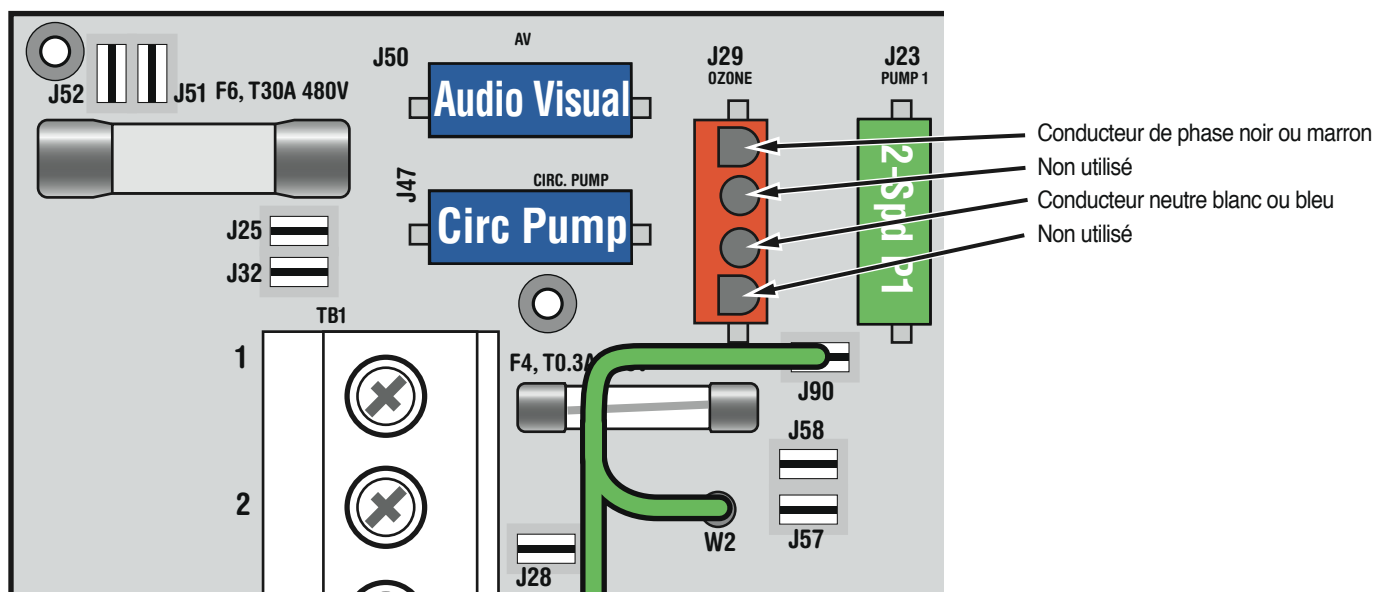 AV
J50
J29
OZONE
J23
PUMP 1
J52
J51
F6, T30A 480V
Audio Visual
Conducteur de phase noir ou marron
Non utilisé
Conducteur neutre blanc ou bleu
Non utilisé
2-Spd P1
J47
CIRC. PUMP
Circ Pump
J25
J32
TB1
1
F4, T0.3A
J90
J58
2
W2
J57
J28